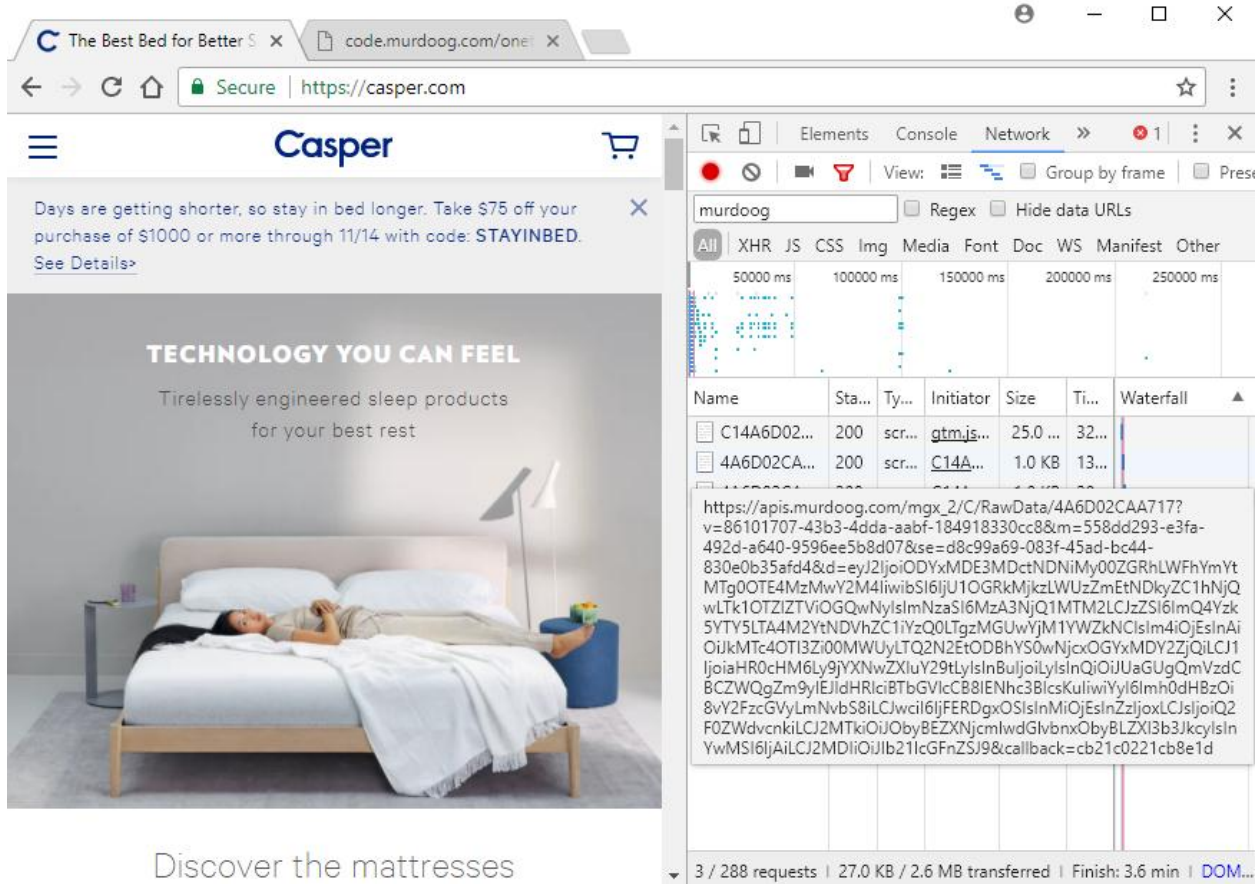 The Best Bed for Better S
code.murdoog.com/onet
Secure | https://casper.com
Casper
Days are getting shorter, so stay in bed longer. Take $75 off your
purchase of $1000 or more through 11/14 with code: STAYINBED.
See Details>
TECHNOLOGY YOU CAN FEEL
Tirelessly engineered sleep products
for your best rest
Discover the mattresses
Elements Console Network » 1
View: Group by frame Prese
murdoog Regex Hide data URLs
All XHR JS CSS Img Media Font Doc WS Manifest Other
50000 ms 100000 ms 150000 ms 200000 ms 250000 ms
Name Sta... Ty... Initiator Size Ti... Waterfall
C14A6D02... 200 scr... gtm.js... 25.0 ... 32...
4A6D02CA... 200 scr... C14A... 1.0 KB 13...
https://apis.murdoog.com/mgx_2/C/RawData/4A6D02CAA717?
v=86101707-43b3-4dda-aabf-184918330cc8&m=558dd293-e3fa-
492d-a640-9596ee5b8d07&se=d8c99a69-083f-45ad-bc44-
830e0b35afd4&d=eyJ2IjoiODYxMDE3MDctNDNiMy00ZGRhLWFhYmYt
MTg0OTE4MzMwY2M4IiwibSI6IjU1OGRkMjkzLWUzZmEtNDkyZC1hNjQ
wLTk1OTZlZTViOGQwNyIsImNzaSI6MzA3NjQ1MTM2LCJzZSI6ImQ4Yzk
5YTY5LTA4M2YtNDVhZC1iYzQ0LTgzMGUwYjM1YWZkNCIsIm4iOjEsInAi
OiJkMTc4OTI3Zi00MWUyLTQ2N2EtODBhYS0wNjcxOGYxMDY2ZjQiLCJ1
IjoiaHR0cHM6Ly9jYXNwZXIuY29tLyIsInBuIjoiLyIsInQiOiJUaGUgQmVzdC
BCZWQgZm9yIEJldHRlciBTbGVlcCB8IENhc3BlcsKuIiwiYyI6Imh0dHBzOi
8vY2FzcGVyLmNvbS8iLCJwciI6IjFERDgxOSIsInMiOjEsInZzIjoxLCJsIjoiQ2
F0ZWdvcnkiLCJ2MTkiOiJObyBEZXNjcmlwdGlvbnxObyBLZXl3b3JkcyIsIn
YwMSI6IjAiLCJ2MDIiOiJIb21lcGFnZSJ9&callback=cb21c0221cb8e1d
3 / 288 requests | 27.0 KB / 2.6 MB transferred | Finish: 3.6 min | DOM...